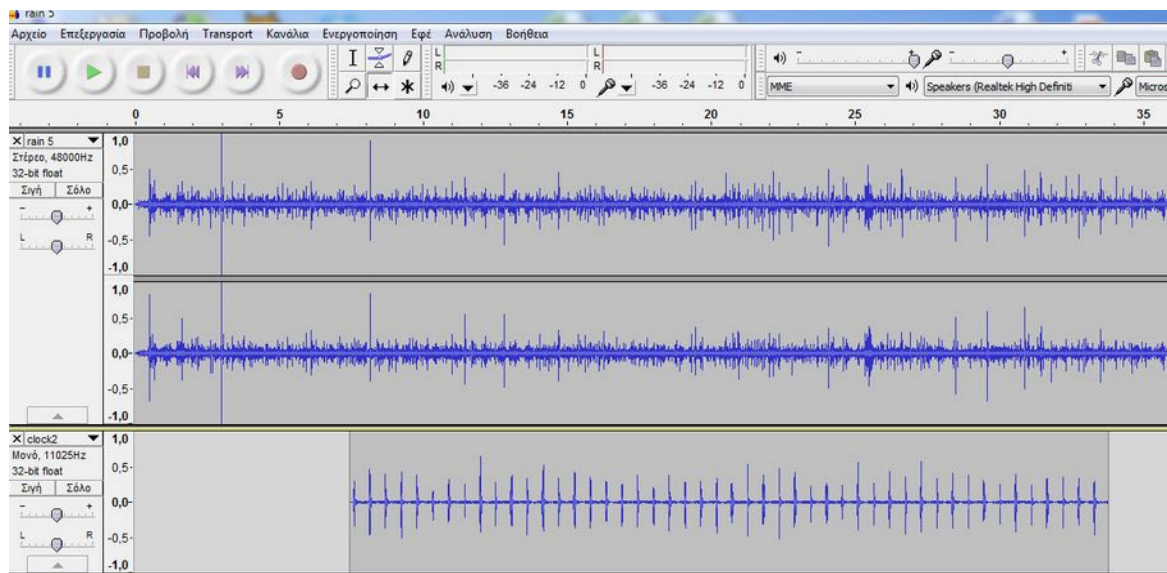 rain 5
Αρχείο Επεξεργασία Προβολή Transport Κανάλια Ενεργοποίηση Εφέ Ανάλυση Βοήθεια
L
R
-36 -24 -12 0
L
R
-36 -24 -12 0
MME
Speakers (Realtek High Definiti
Micros
0 5 10 15 20 25 30 35
rain 5
Στέρεο, 48000Hz
32-bit float
Σιγή Σόλο
- +
L R
1,0
0,5-
0,0-
-0,5-
-1,0
1,0
0,5-
0,0-
-0,5-
-1,0
clock2
Μονό, 11025Hz
32-bit float
Σιγή Σόλο
- +
L R
1,0
0,5-
0,0-
-0,5-
-1,0